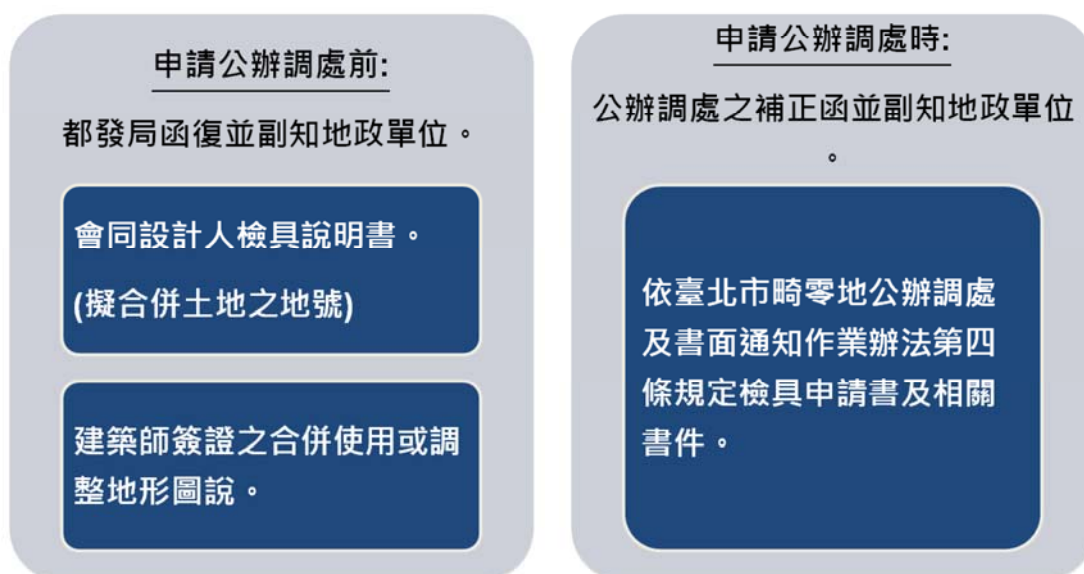 申請公辦調處前:
都發局函復並副知地政單位。
會同設計人檢具說明書。
(擬合併土地之地號)
建築師簽證之合併使用或調
整地形圖說。
申請公辦調處時:
公辦調處之補正函並副知地政單位
。
依臺北市畸零地公辦調處
及書面通知作業辦法第四
條規定檢具申請書及相關
書件。